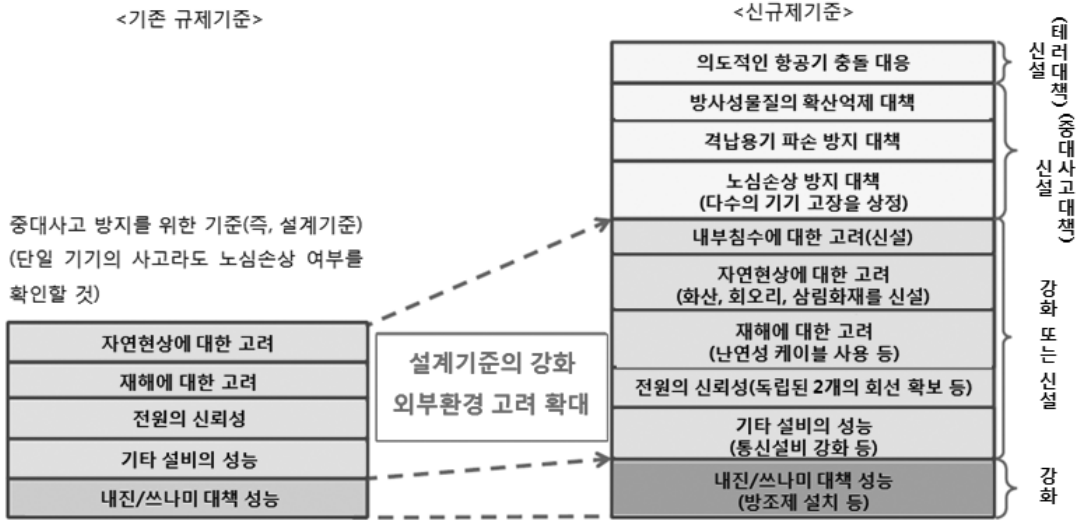 <기존 규제기준>
중대사고 방지를 위한 기준(즉, 설계기준)
(단일 기기의 사고라도 노심손상 여부를
확인할 것)
자연현상에 대한 고려
재해에 대한 고려
전원의 신뢰성
기타 설비의 성능
내진/쓰나미 대책 성능
설계기준의 강화
외부환경 고려 확대
<신규제기준>
의도적인 항공기 충돌 대응
방사성물질의 확산억제 대책
격납용기 파손 방지 대책
노심손상 방지 대책
(다수의 기기 고장을 상정)
내부침수에 대한 고려(신설)
자연현상에 대한 고려
(화산, 회오리, 삼림화재를 신설)
재해에 대한 고려
(난연성 케이블 사용 등)
전원의 신뢰성(독립된 2개의 회선 확보 등)
기타 설비의 성능
(통신설비 강화 등)
내진/쓰나미 대책 성능
(방조제 설치 등)
(테러대책)
신설
(중대사고대책)
신설
강화 또는 신설
강화